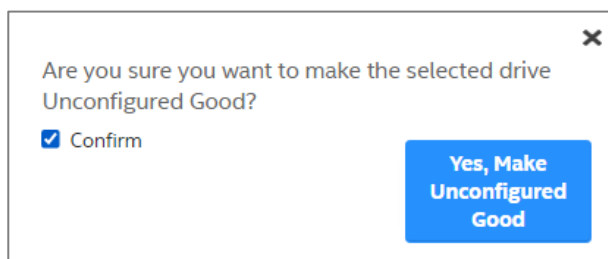 Are you sure you want to make the selected drive
Unconfigured Good?
Confirm
Yes, Make
Unconfigured
Good